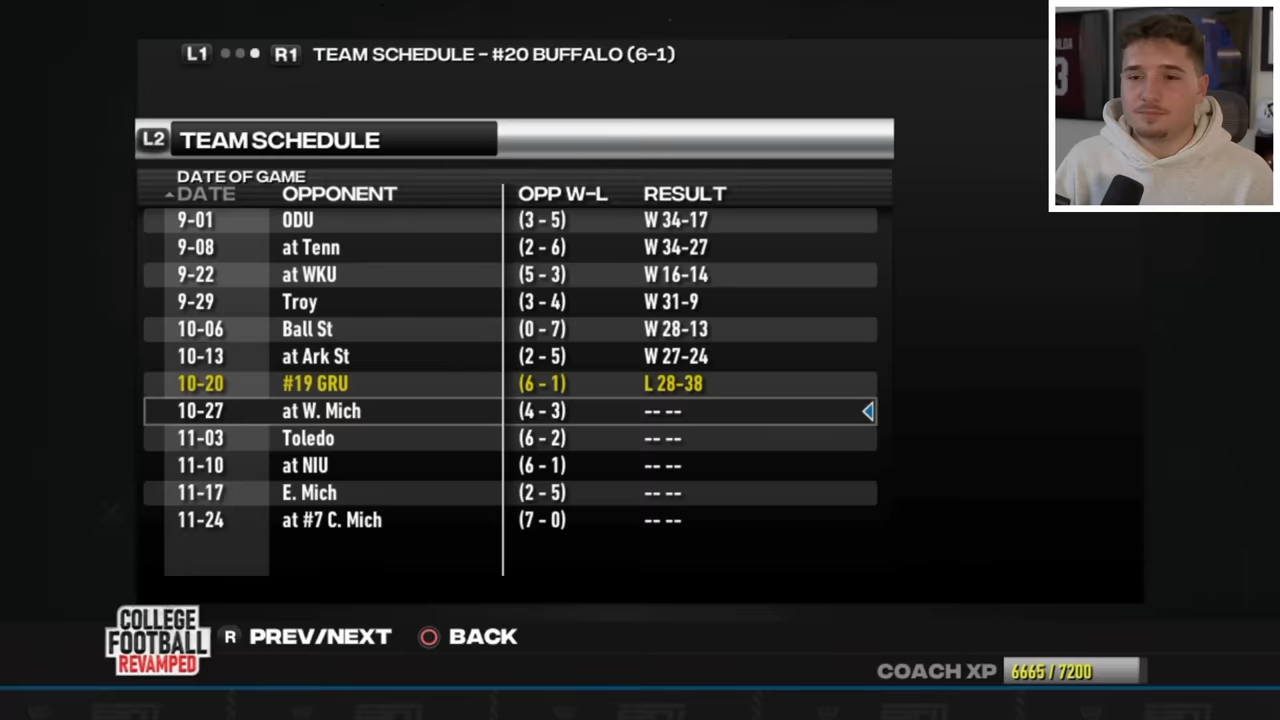 L1 R1 TEAM SCHEDULE - #20 BUFFALO (6-1)
L2 TEAM SCHEDULE
DATE OF GAME
DATE OPPONENT OPP W-L RESULT
9-01 ODU (3 - 5) W 34-17
9-08 at Tenn (2 - 6) W 34-27
9-22 at WKU (5 - 3) W 16-14
9-29 Troy (3 - 4) W 31-9
10-06 Ball St (0 - 7) W 28-13
10-13 at Ark St (2 - 5) W 27-24
10-20 #19 GRU (6 - 1) L 28-38
10-27 at W. Mich (4 - 3) -- --
11-03 Toledo (6 - 2) -- --
11-10 at NIU (6 - 1) -- --
11-17 E. Mich (2 - 5) -- --
11-24 at #7 C. Mich (7 - 0) -- --
COLLEGE
FOOTBALL
REVAMPED
R PREV/NEXT BACK
COACH XP 6665 / 7200